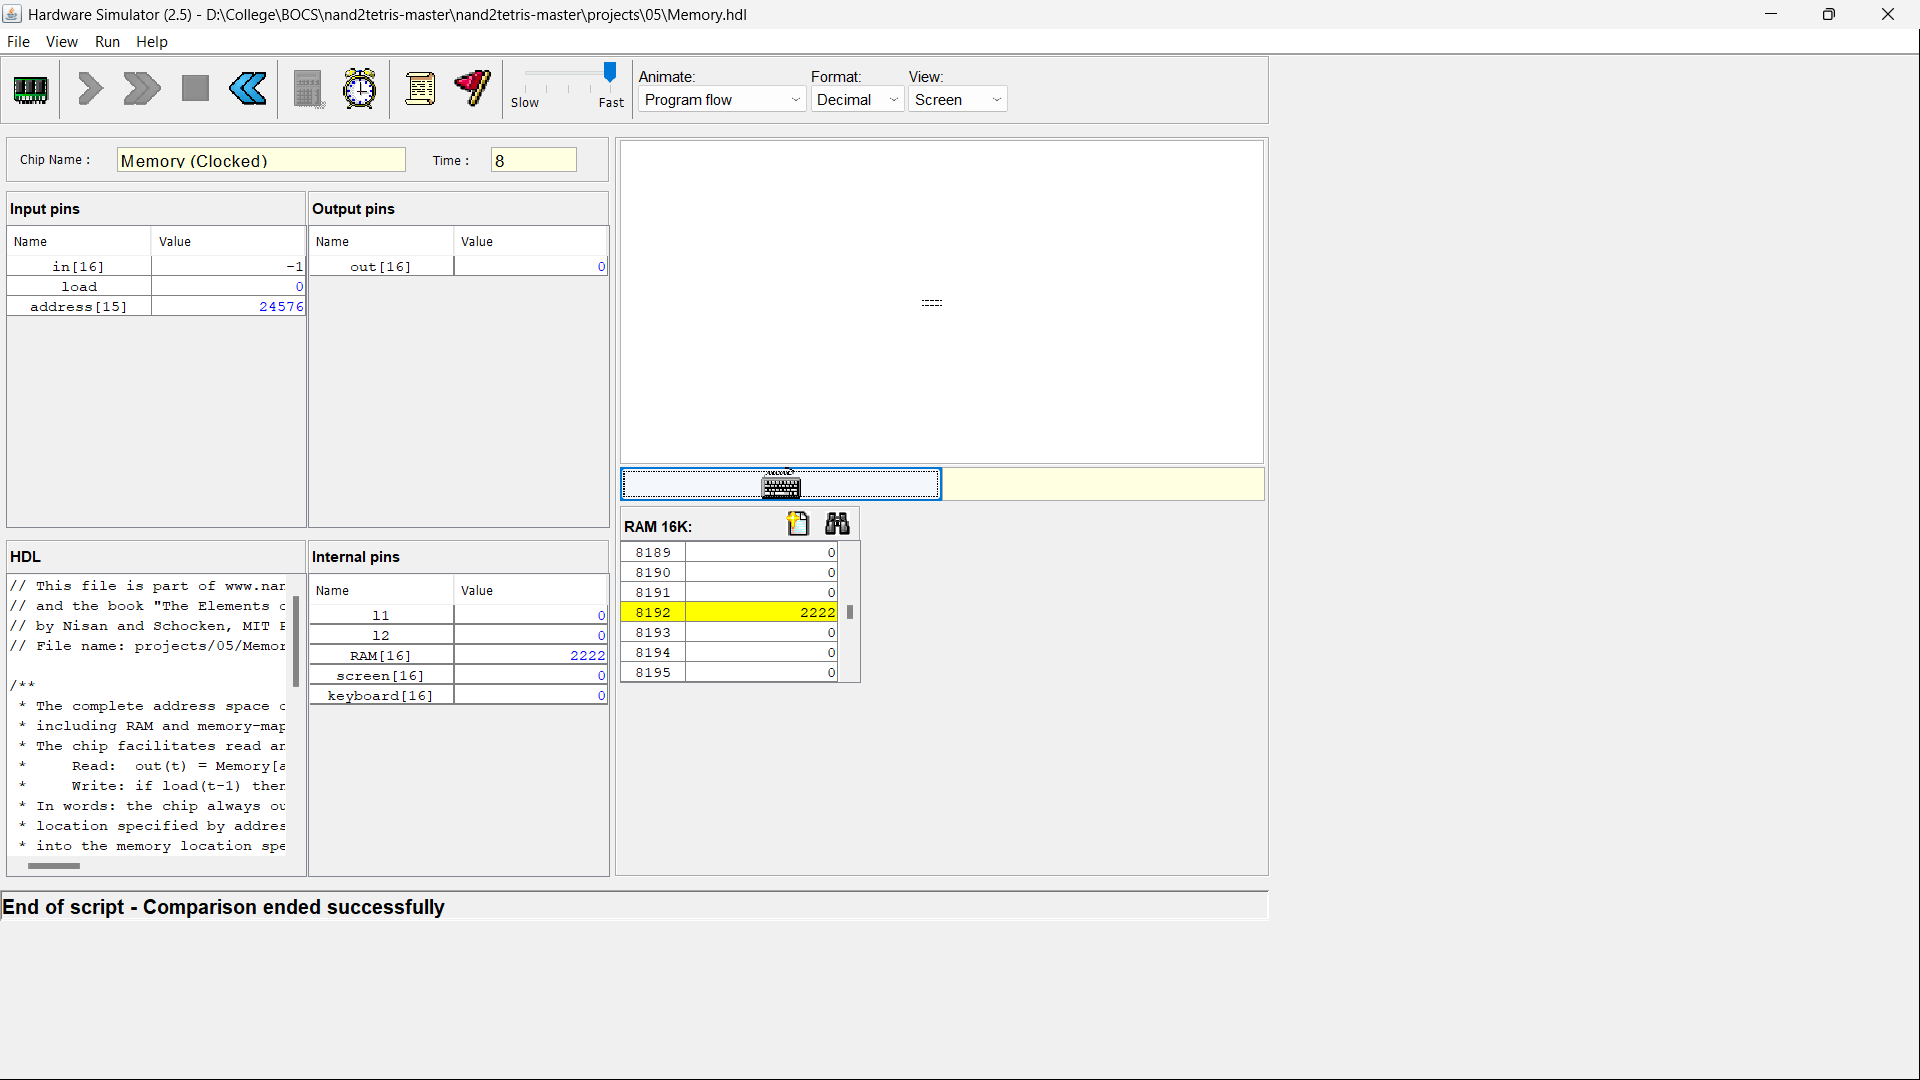 Hardware Simulator (2.5) - D:\College\BOCS\nand2tetris-master\nand2tetris-master\projects\05\Memory.hdl
File View Run Help
Slow Fast
Animate: Format: View:
Program flow Decimal Screen
Chip Name : Memory (Clocked) Time : 8
Input pins
Name Value
in[16] -1
load 0
address[15] 24576
Output pins
Name Value
out[16] 0
HDL
// This file is part of www.nan
// and the book "The Elements o
// by Nisan and Schocken, MIT P
// File name: projects/05/Memor
/**
* The complete address space o
* including RAM and memory-map
* The chip facilitates read an
* Read: out(t) = Memory[a
* Write: if load(t-1) then
* In words: the chip always ou
* location specified by addres
* into the memory location spe
Internal pins
Name Value
l1 0
l2 0
RAM[16] 2222
screen[16] 0
keyboard[16] 0
RAM 16K:
8189 0
8190 0
8191 0
8192 2222
8193 0
8194 0
8195 0
End of script - Comparison ended successfully